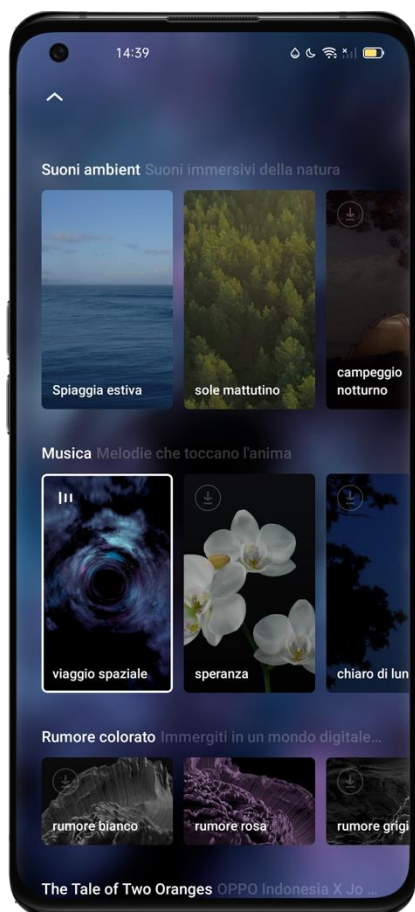 14:39
Suoni ambient Suoni immersivi della natura
Spiaggia estiva
sole mattutino
campeggio
notturno
Musica Melodie che toccano l'anima
viaggio spaziale
speranza
chiaro di lun
Rumore colorato Immergiti in un mondo digitale...
rumore bianco
rumore rosa
rumore grigi
The Tale of Two Oranges OPPO Indonesia X Jo ...